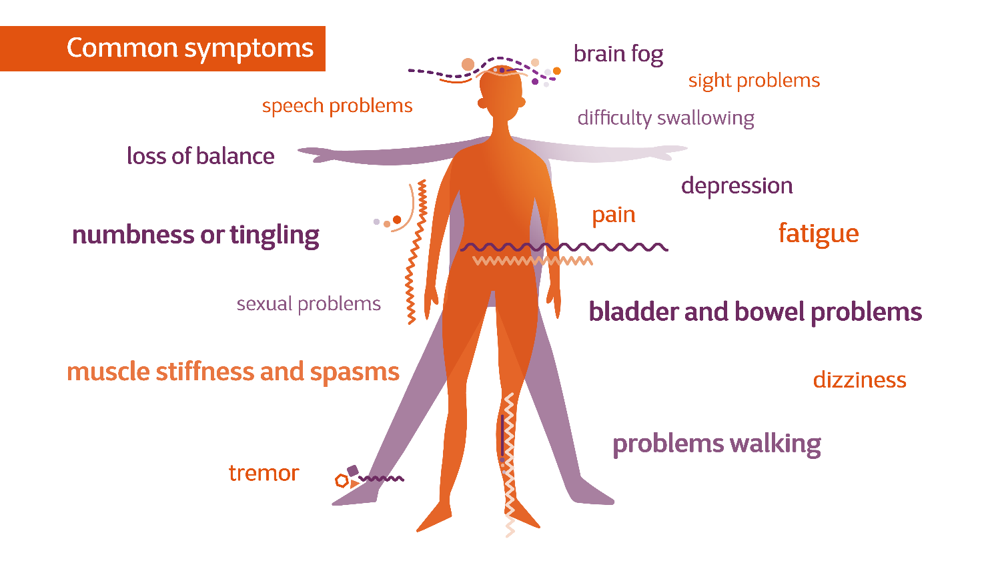 Common symptoms
brain fog
sight problems
speech problems
difficulty swallowing
loss of balance
depression
pain
numbness or tingling
fatigue
sexual problems
bladder and bowel problems
muscle stiffness and spasms
dizziness
problems walking
tremor